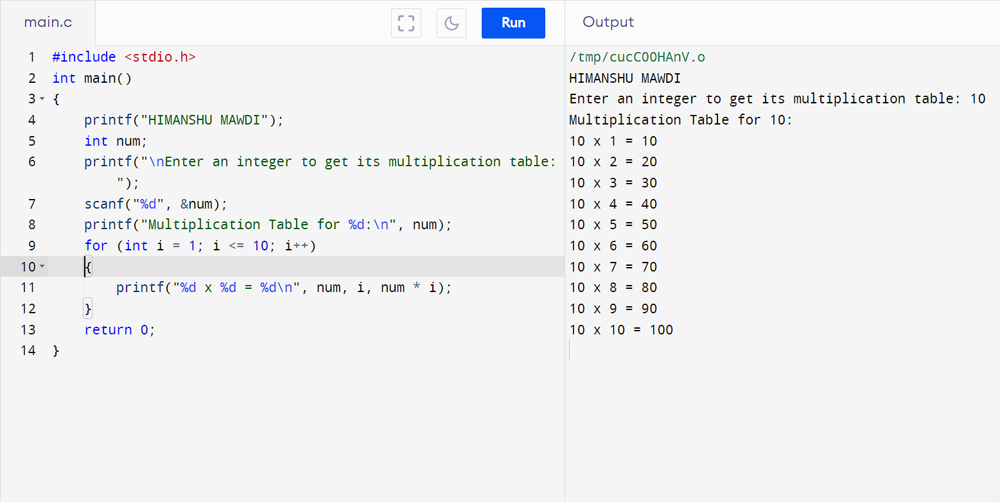 main.c
Run
1 #include <stdio.h>
2 int main()
3 {
4 printf("HIMANSHU MAWDI");
5 int num;
6 printf("\nEnter an integer to get its multiplication table:
");
7 scanf("%d", &num);
8 printf("Multiplication Table for %d:\n", num);
9 for (int i = 1; i <= 10; i++)
10 {
11 printf("%d x %d = %d\n", num, i, num * i);
12 }
13 return 0;
14 }
Output
/tmp/cucCOOHAnV.o
HIMANSHU MAWDI
Enter an integer to get its multiplication table: 10
Multiplication Table for 10:
10 x 1 = 10
10 x 2 = 20
10 x 3 = 30
10 x 4 = 40
10 x 5 = 50
10 x 6 = 60
10 x 7 = 70
10 x 8 = 80
10 x 9 = 90
10 x 10 = 100